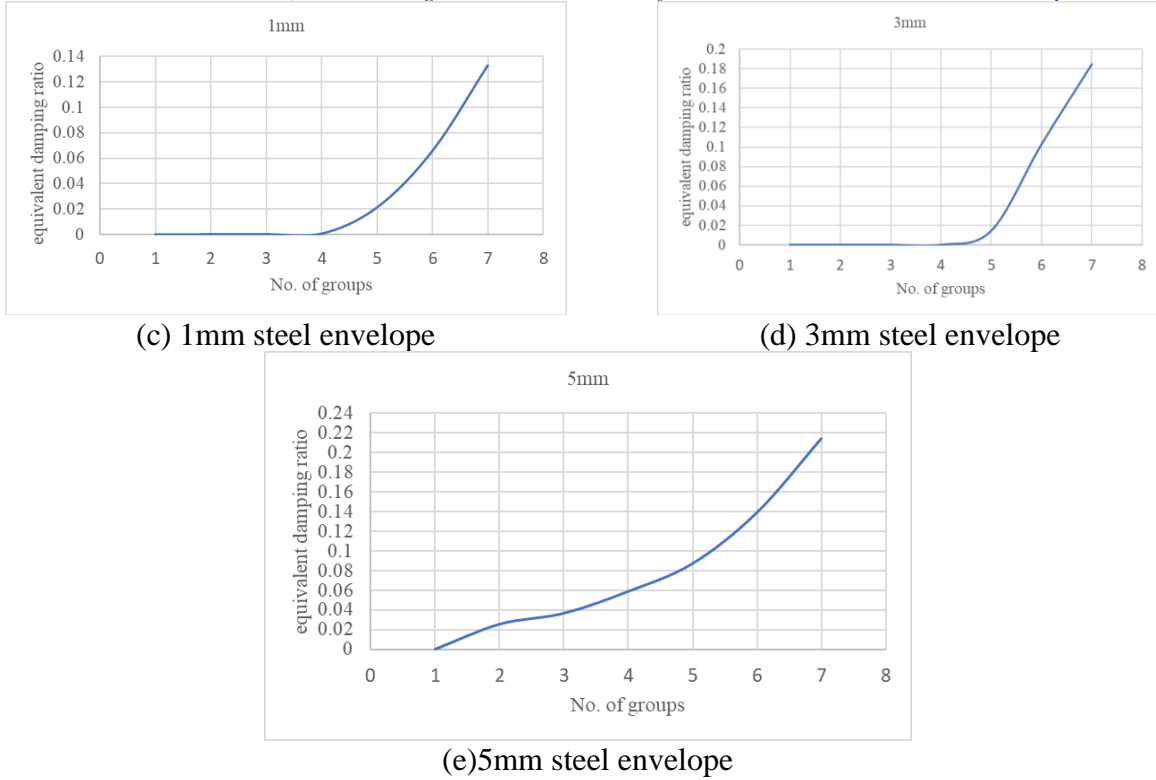 1mm
equivalent damping ratio
0.14
0.12
0.1
0.08
0.06
0.04
0.02
0
0 1 2 3 4 5 6 7 8
No. of groups
(c) 1mm steel envelope
3mm
equivalent damping ratio
0.2
0.18
0.16
0.14
0.12
0.1
0.08
0.06
0.04
0.02
0
0 1 2 3 4 5 6 7 8
No. of groups
(d) 3mm steel envelope
5mm
equivalent damping ratio
0.24
0.22
0.2
0.18
0.16
0.14
0.12
0.1
0.08
0.06
0.04
0.02
0
0 1 2 3 4 5 6 7 8
No. of groups
(e)5mm steel envelope